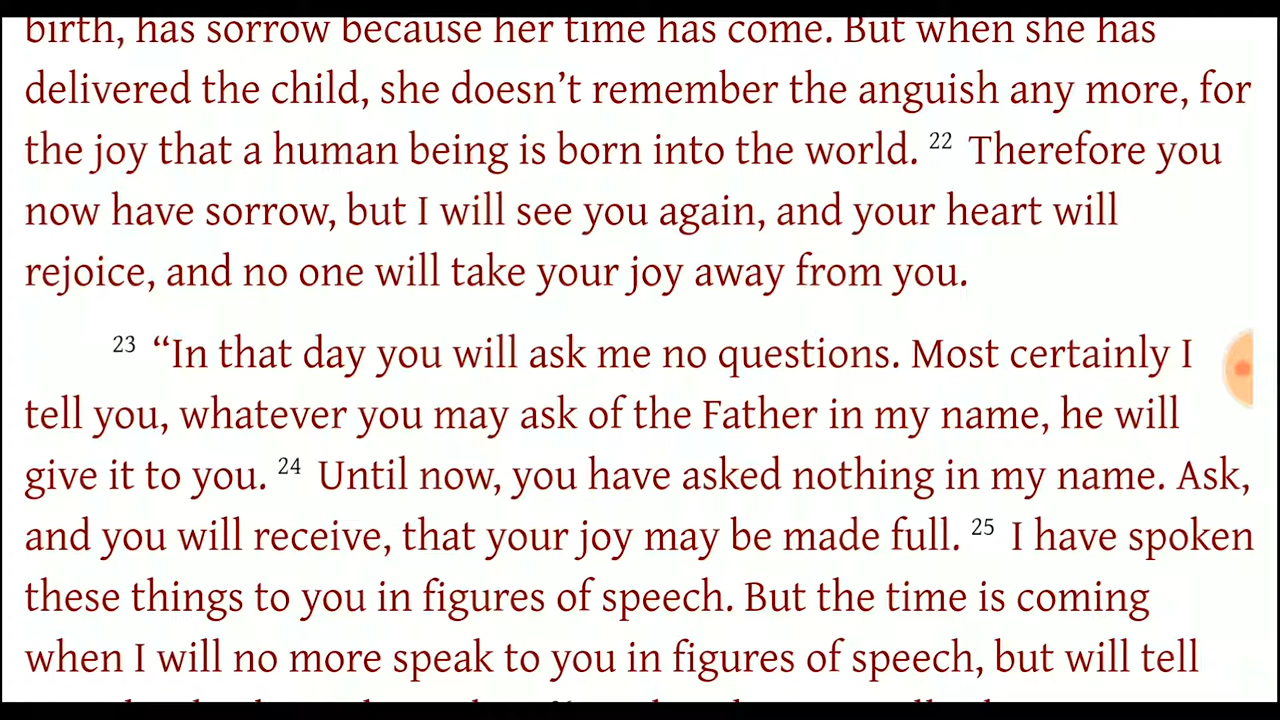 birth, has sorrow because her time has come. But when she has
delivered the child, she doesn’t remember the anguish any more, for
the joy that a human being is born into the world. 22 Therefore you
now have sorrow, but I will see you again, and your heart will
rejoice, and no one will take your joy away from you.
23 “In that day you will ask me no questions. Most certainly I
tell you, whatever you may ask of the Father in my name, he will
give it to you. 24 Until now, you have asked nothing in my name. Ask,
and you will receive, that your joy may be made full. 25 I have spoken
these things to you in figures of speech. But the time is coming
when I will no more speak to you in figures of speech, but will tell